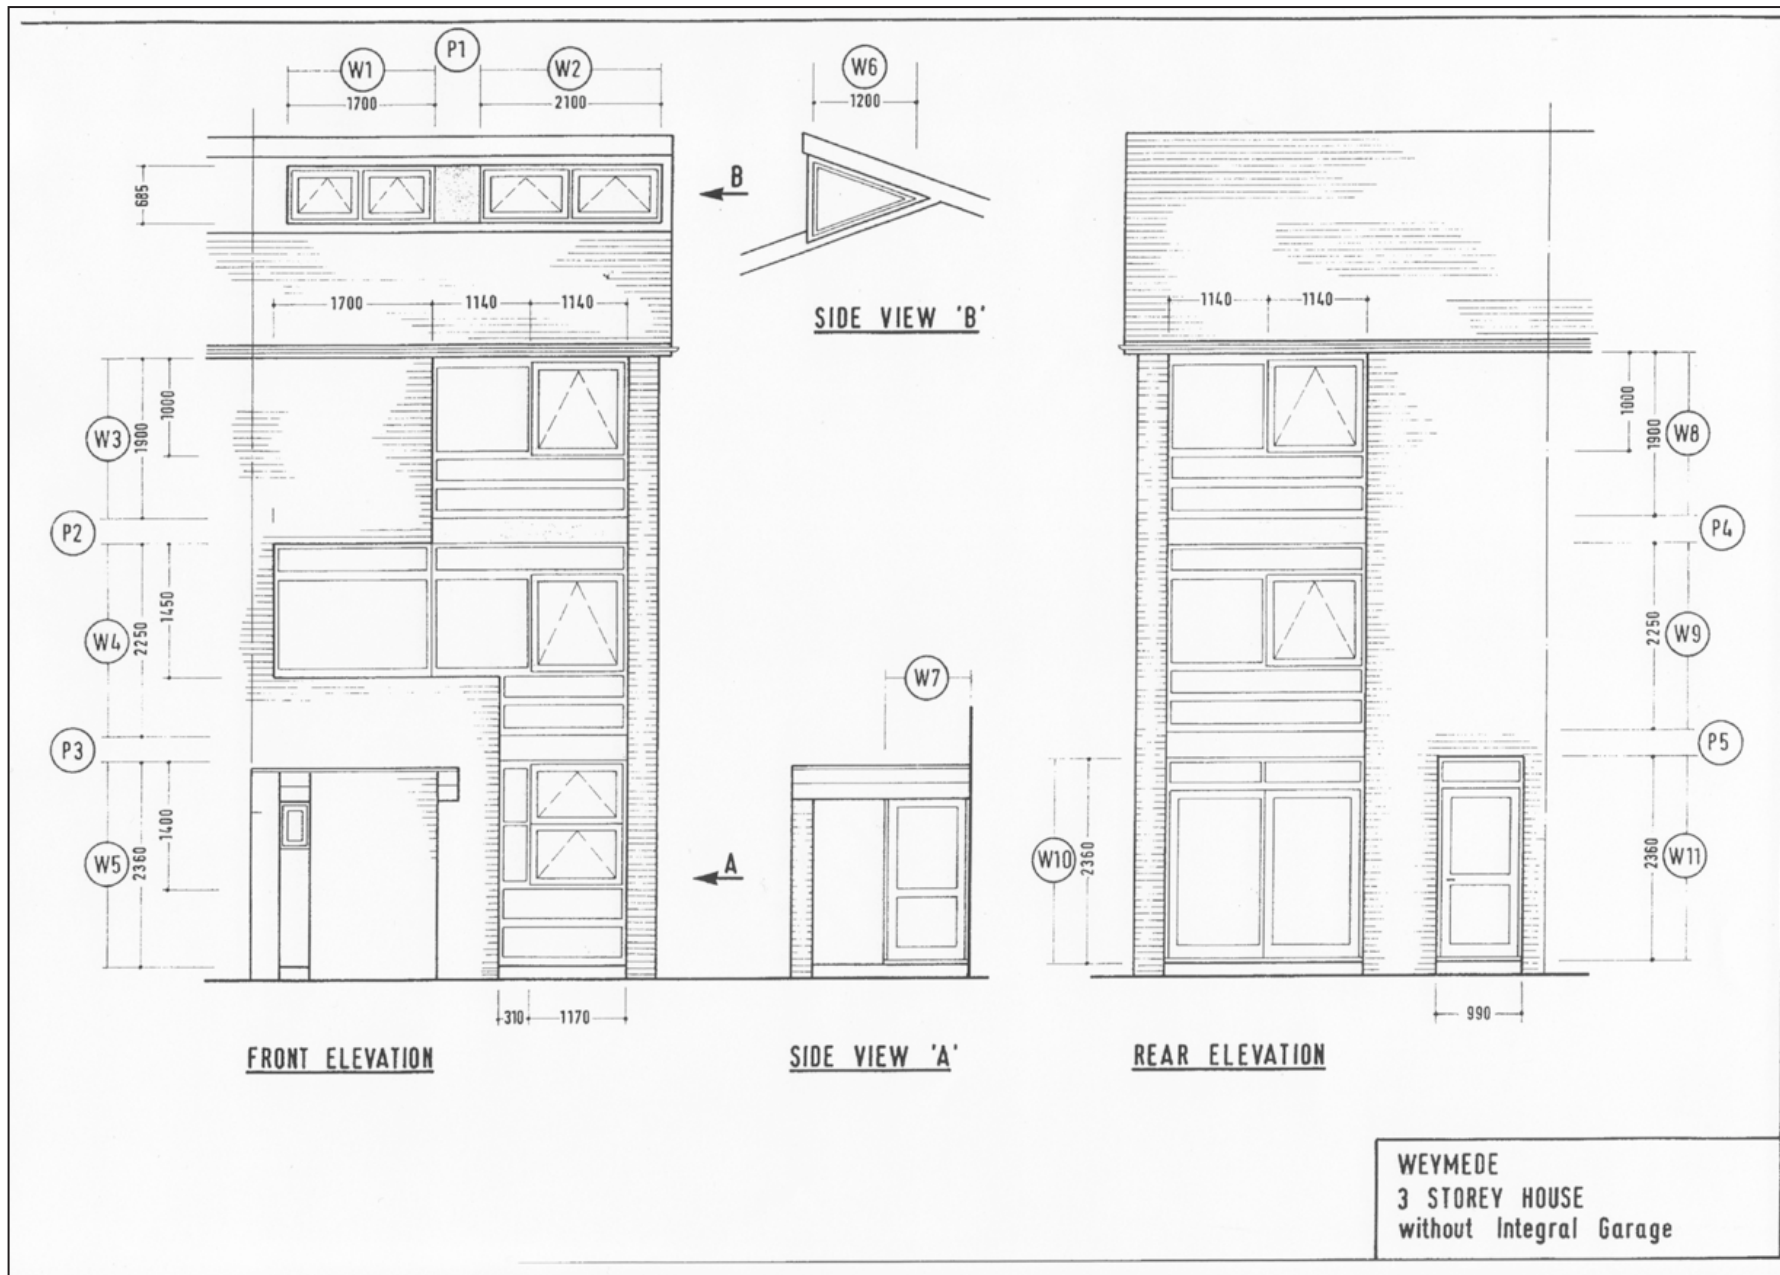 P1
W1
W2
W6
1700
2100
1200
685
B
1700
1140
1140
SIDE VIEW 'B'
1140
1140
W3
1900
1000
1000
1900
W8
P2
P4
W4
2250
1450
2250
W9
W7
P3
P5
W5
2360
1400
A
W10
2360
2360
W11
310
1170
990
FRONT ELEVATION
SIDE VIEW 'A'
REAR ELEVATION
WEYMEDE
3 STOREY HOUSE
without Integral Garage